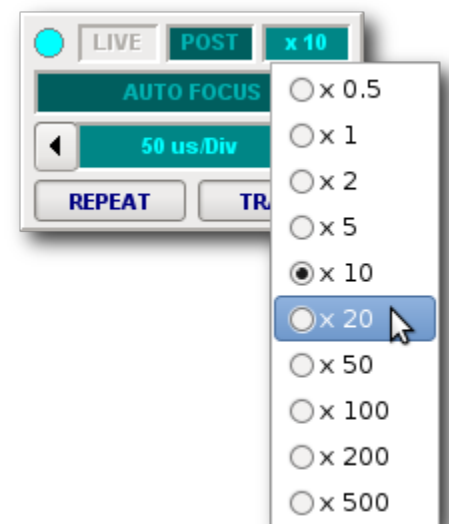 LIVE POST x 10
AUTO FOCUS
x 0.5
x 1
50 us/Div
x 2
REPEAT
x 5
x 10
x 20
x 50
x 100
x 200
x 500